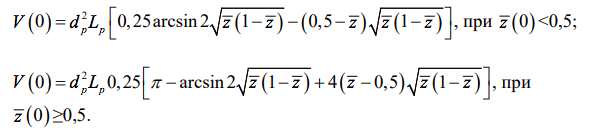 V(0)=d_p^2 L_p [0,25 arcsin 2√(z̅(1−z̅)) −(0,5−z̅)√(z̅(1−z̅))], при z̅(0)<0,5;
V(0)=d_p^2 L_p 0,25[π−arcsin 2√(z̅(1−z̅)) +4(z̅−0,5)√(z̅(1−z̅))], при
z̅(0)≥0,5.